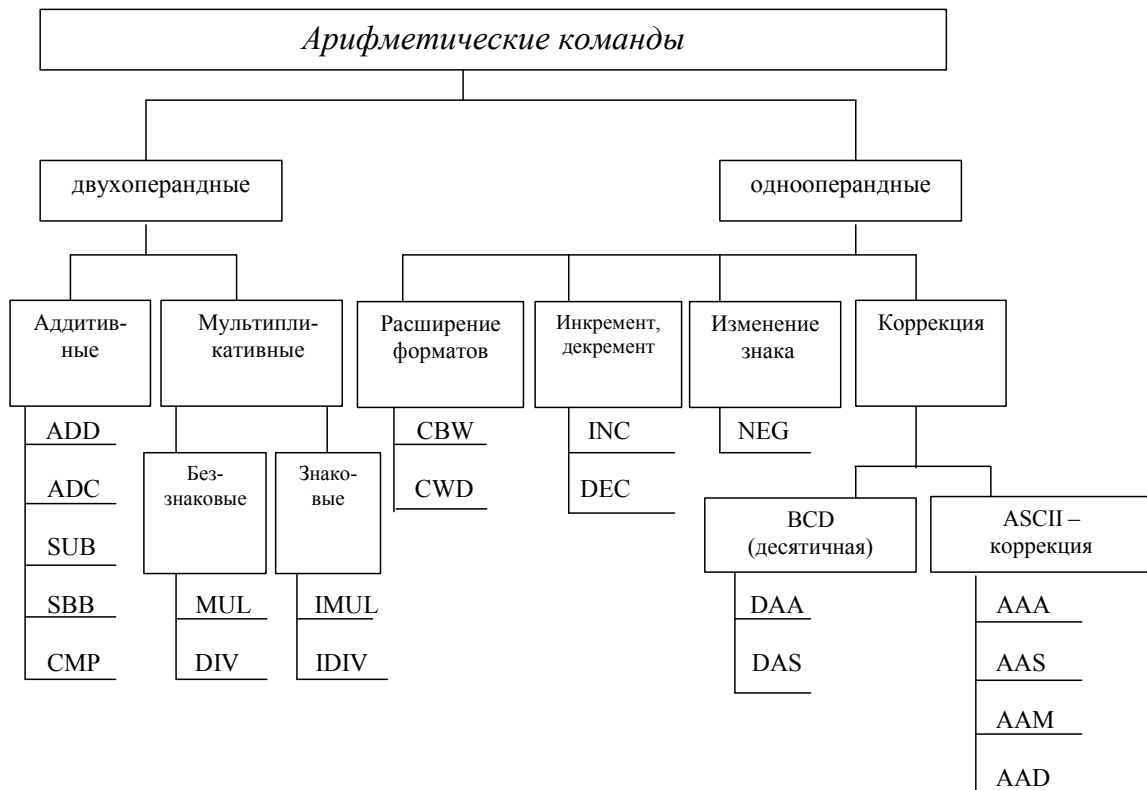 Арифметические команды
двухоперандные
однооперандные
Аддитив-
ные
Мультипли-
кативные
Расширение
форматов
Инкремент,
декремент
Изменение
знака
Коррекция
ADD
ADC
SUB
SBB
CMP
Без-
знаковые
MUL
DIV
Знако-
вые
IMUL
IDIV
CBW
CWD
INC
DEC
NEG
BCD
(десятичная)
DAA
DAS
ASCII –
коррекция
AAA
AAS
AAM
AAD